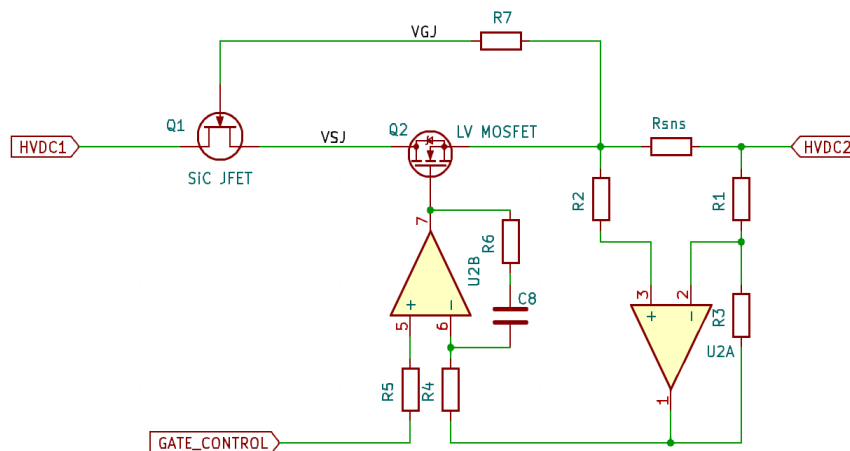 R7
VGJ
Q1
VSJ
Q2
LV MOSFET
Rsns
HVDC1
HVDC2
SiC JFET
R2
R1
7
R6
U2B
C8
+
−
5
6
3
2
+
−
R3
U2A
R5
R4
1
GATE_CONTROL